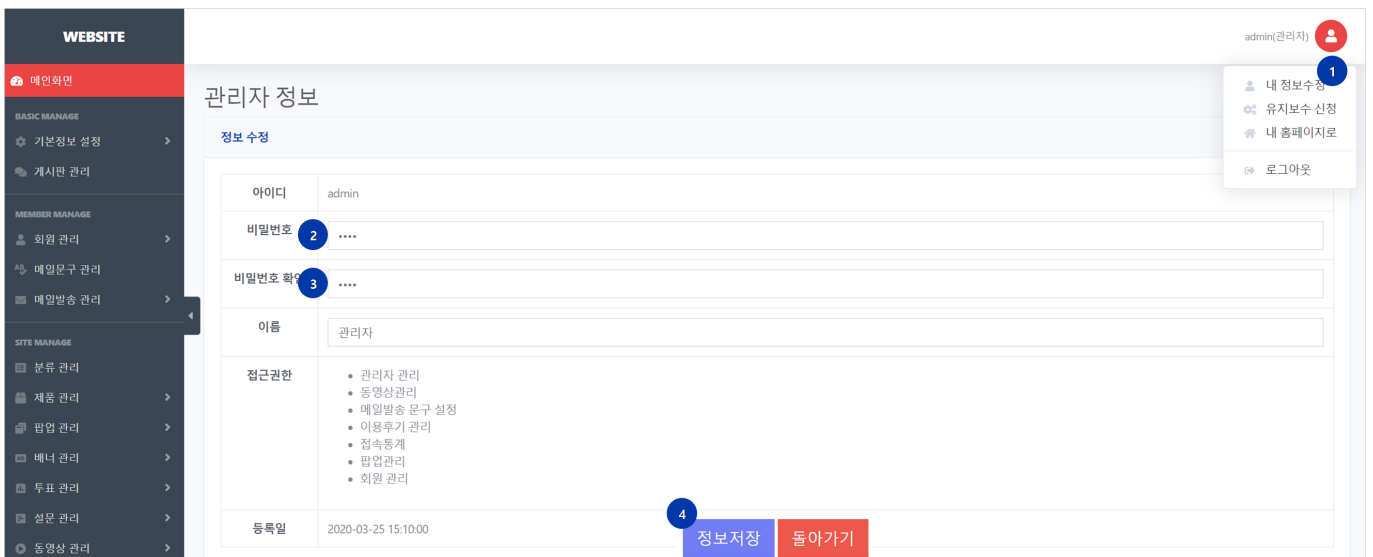 WEBSITE
admin(관리자)
1
메인화면
내 정보수정
유지보수 신청
내 홈페이지로
로그아웃
BASIC MANAGE
기본정보 설정
게시판 관리
MEMBER MANAGE
회원 관리
메일문구 관리
메일발송 관리
SITE MANAGE
분류 관리
제품 관리
팝업 관리
배너 관리
투표 관리
설문 관리
동영상 관리
관리자 정보
정보 수정
아이디
admin
비밀번호
2
••••
비밀번호 확인
3
••••
이름
관리자
접근권한
• 관리자 관리
• 동영상관리
• 메일발송 문구 설정
• 이용후기 관리
• 접속통계
• 팝업관리
• 회원 관리
등록일
2020-03-25 15:10:00
4
정보저장
돌아가기